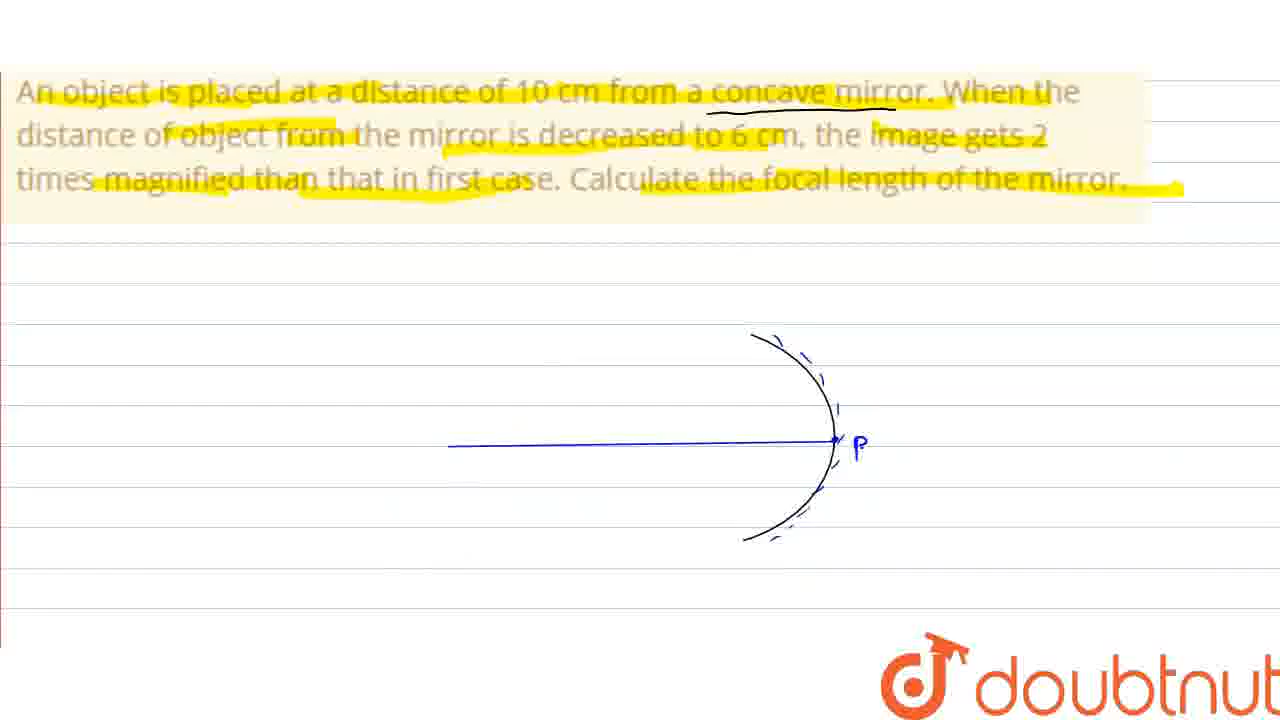 An object is placed at a distance of 10 cm from a concave mirror. When the
distance of object from the mirror is decreased to 6 cm, the image gets 2
times magnified than that in first case. Calculate the focal length of the mirror.
P
doubtnut